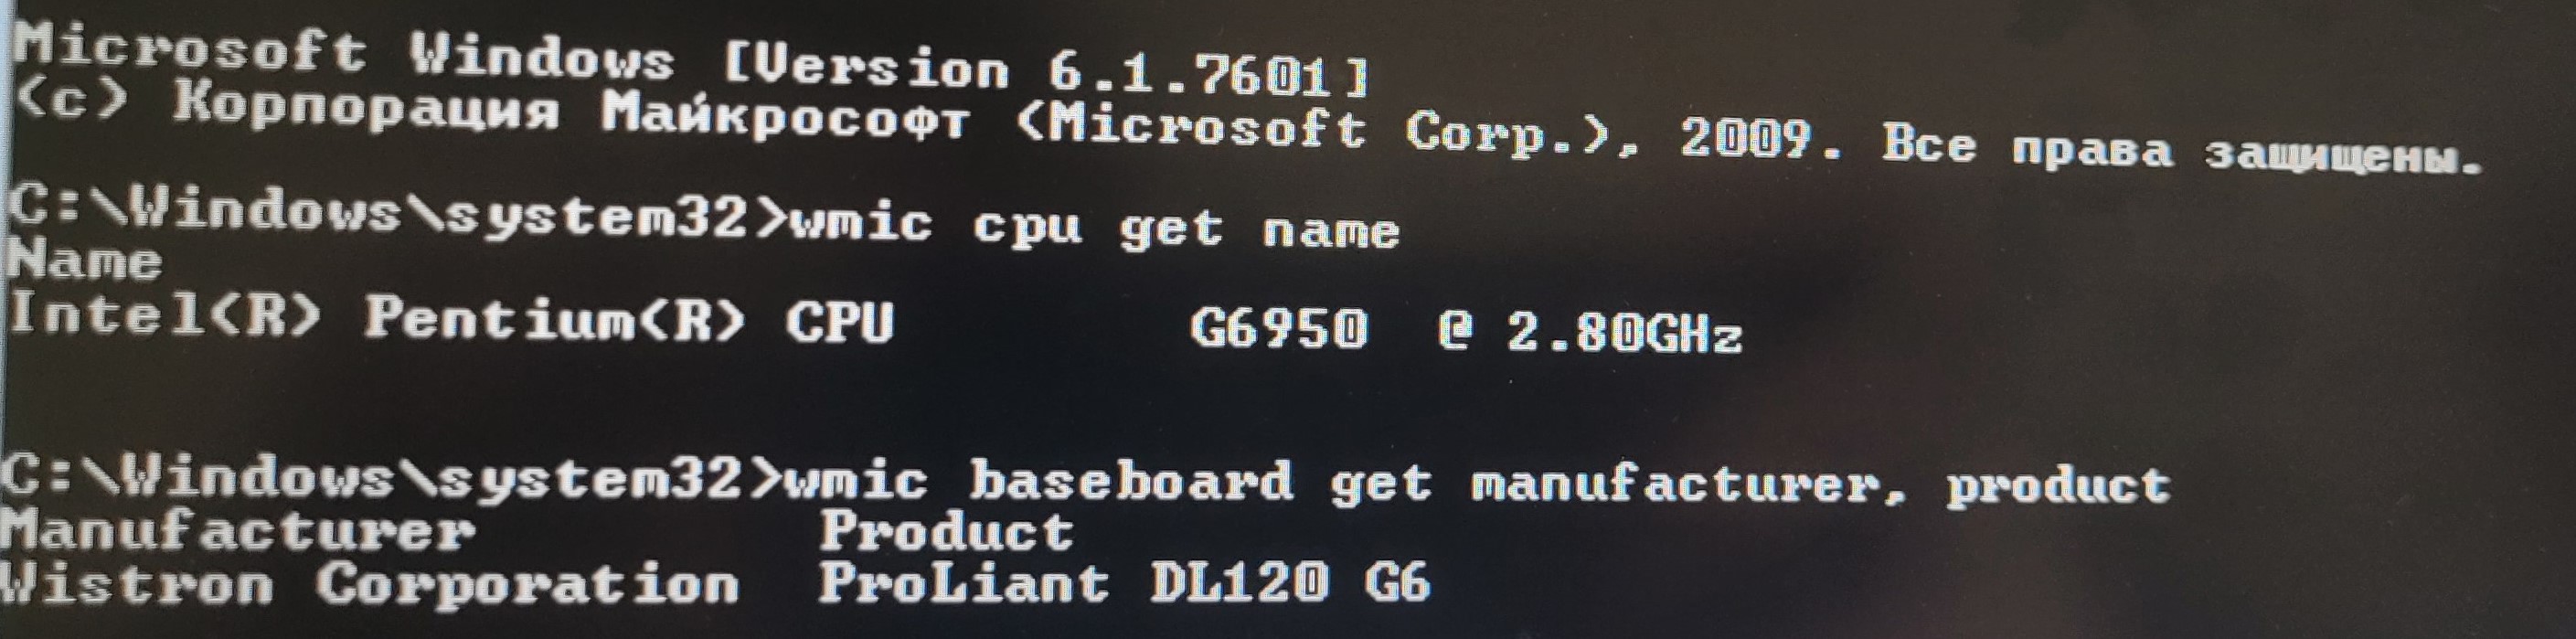 Microsoft Windows [Version 6.1.7601]
(c) Корпорация Майкрософт (Microsoft Corp.), 2009. Все права защищены.
C:\Windows\system32>wmic cpu get name
Name
Intel(R) Pentium(R) CPU        G6950  @ 2.80GHz
C:\Windows\system32>wmic baseboard get manufacturer, product
Manufacturer         Product
Wistron Corporation  ProLiant DL120 G6